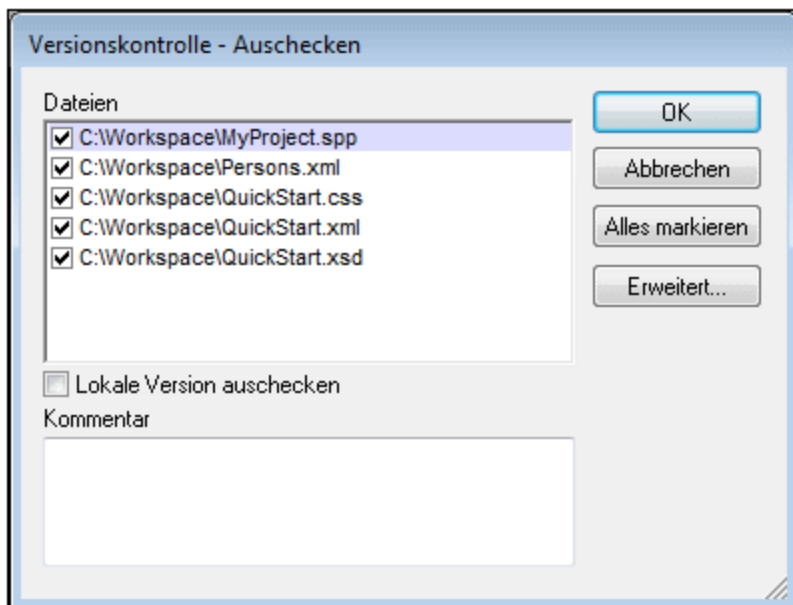 Versionskontrolle - Auschecken
Dateien
C:\Workspace\MyProject.spp
C:\Workspace\Persons.xml
C:\Workspace\QuickStart.css
C:\Workspace\QuickStart.xml
C:\Workspace\QuickStart.xsd
OK
Abbrechen
Alles markieren
Erweitert...
Lokale Version auschecken
Kommentar